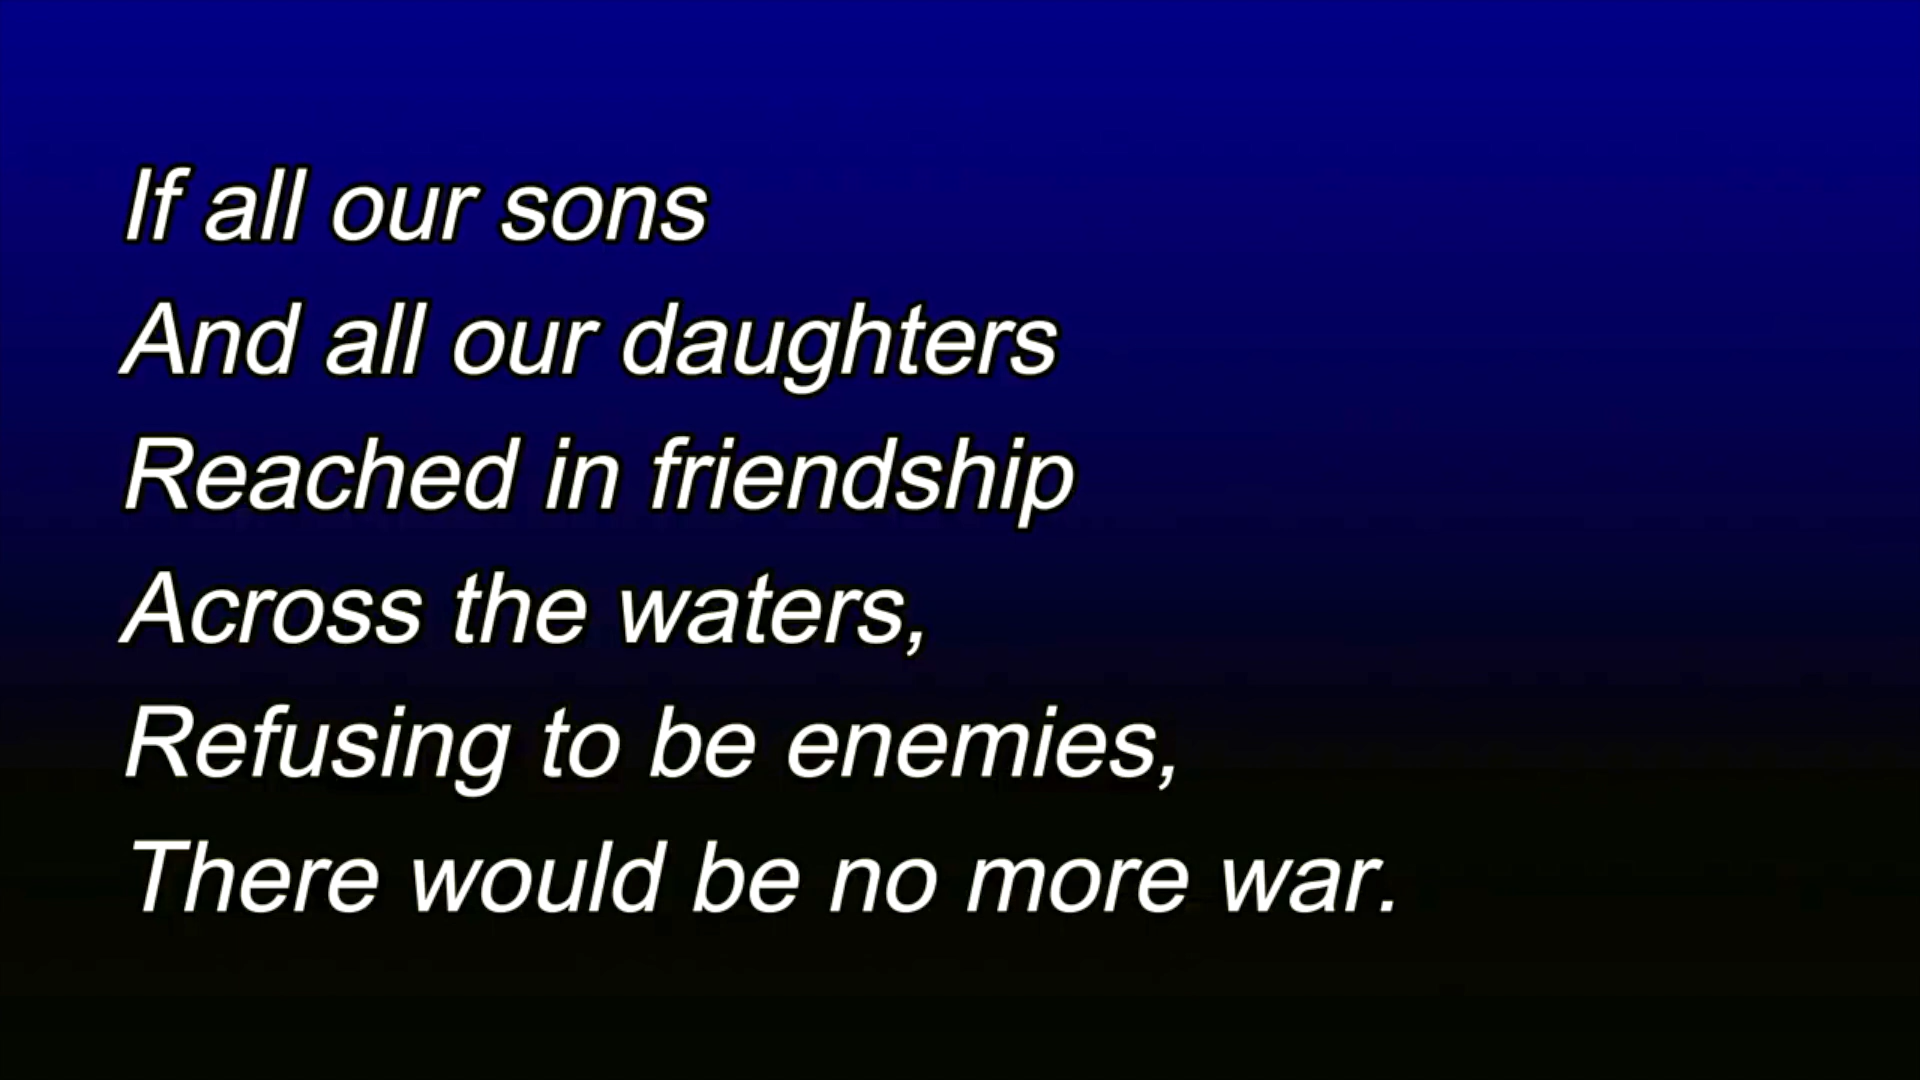 If all our sons
And all our daughters
Reached in friendship
Across the waters,
Refusing to be enemies,
There would be no more war.